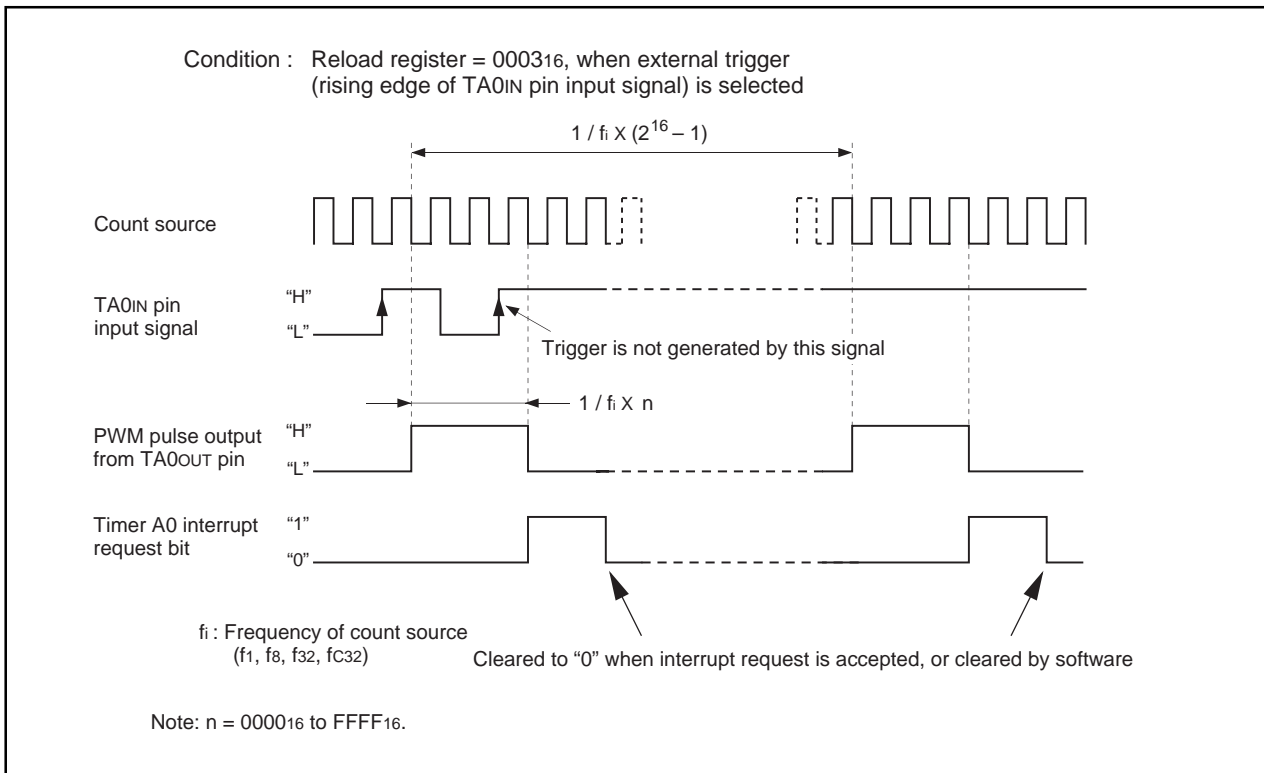 Condition : Reload register = 000316, when external trigger
(rising edge of TA0IN pin input signal) is selected
1 / fi X (2^16 – 1)
Count source
TA0IN pin
input signal
“H”
“L”
Trigger is not generated by this signal
1 / fi X n
PWM pulse output
from TA0OUT pin
“H”
“L”
Timer A0 interrupt
request bit
“1”
“0”
fi : Frequency of count source
(f1, f8, f32, fC32)
Cleared to “0” when interrupt request is accepted, or cleared by software
Note: n = 000016 to FFFF16.